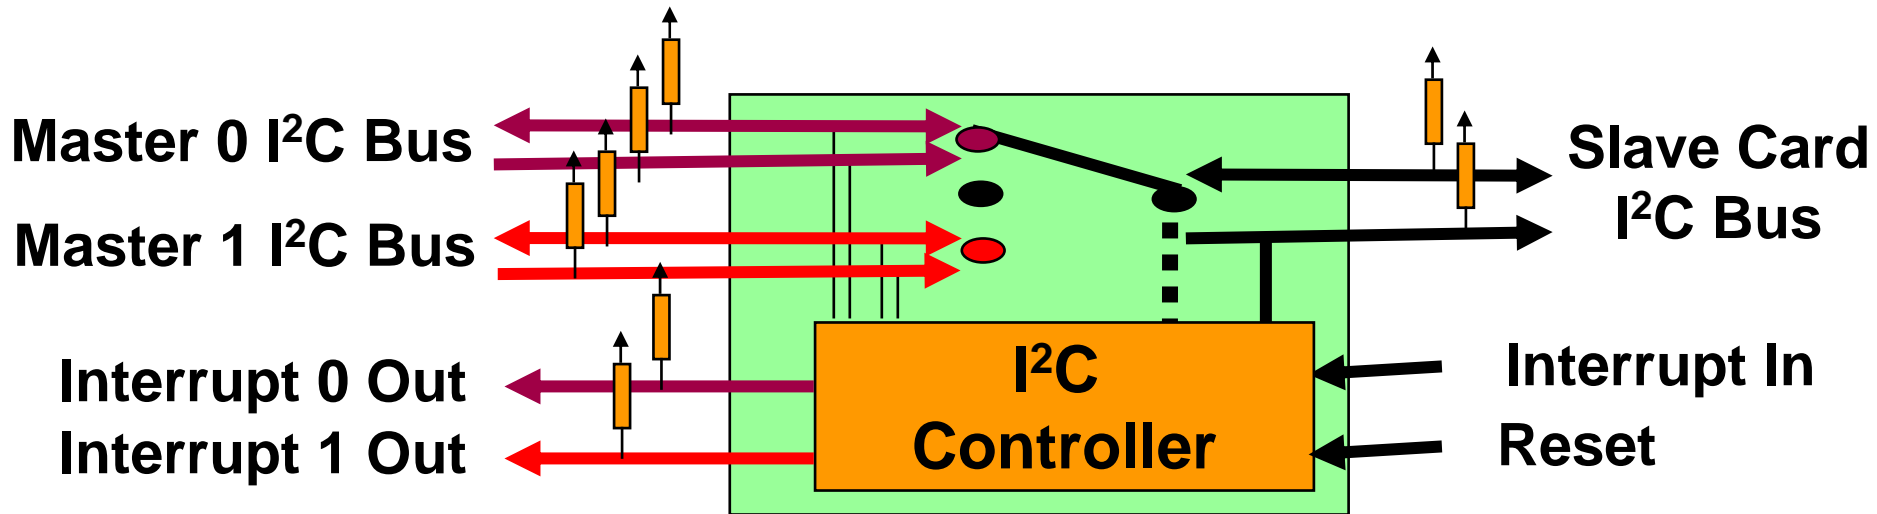 Master 0 I²C Bus
Master 1 I²C Bus
Interrupt 0 Out
Interrupt 1 Out
I²C
Controller
Slave Card
I²C Bus
Interrupt In
Reset